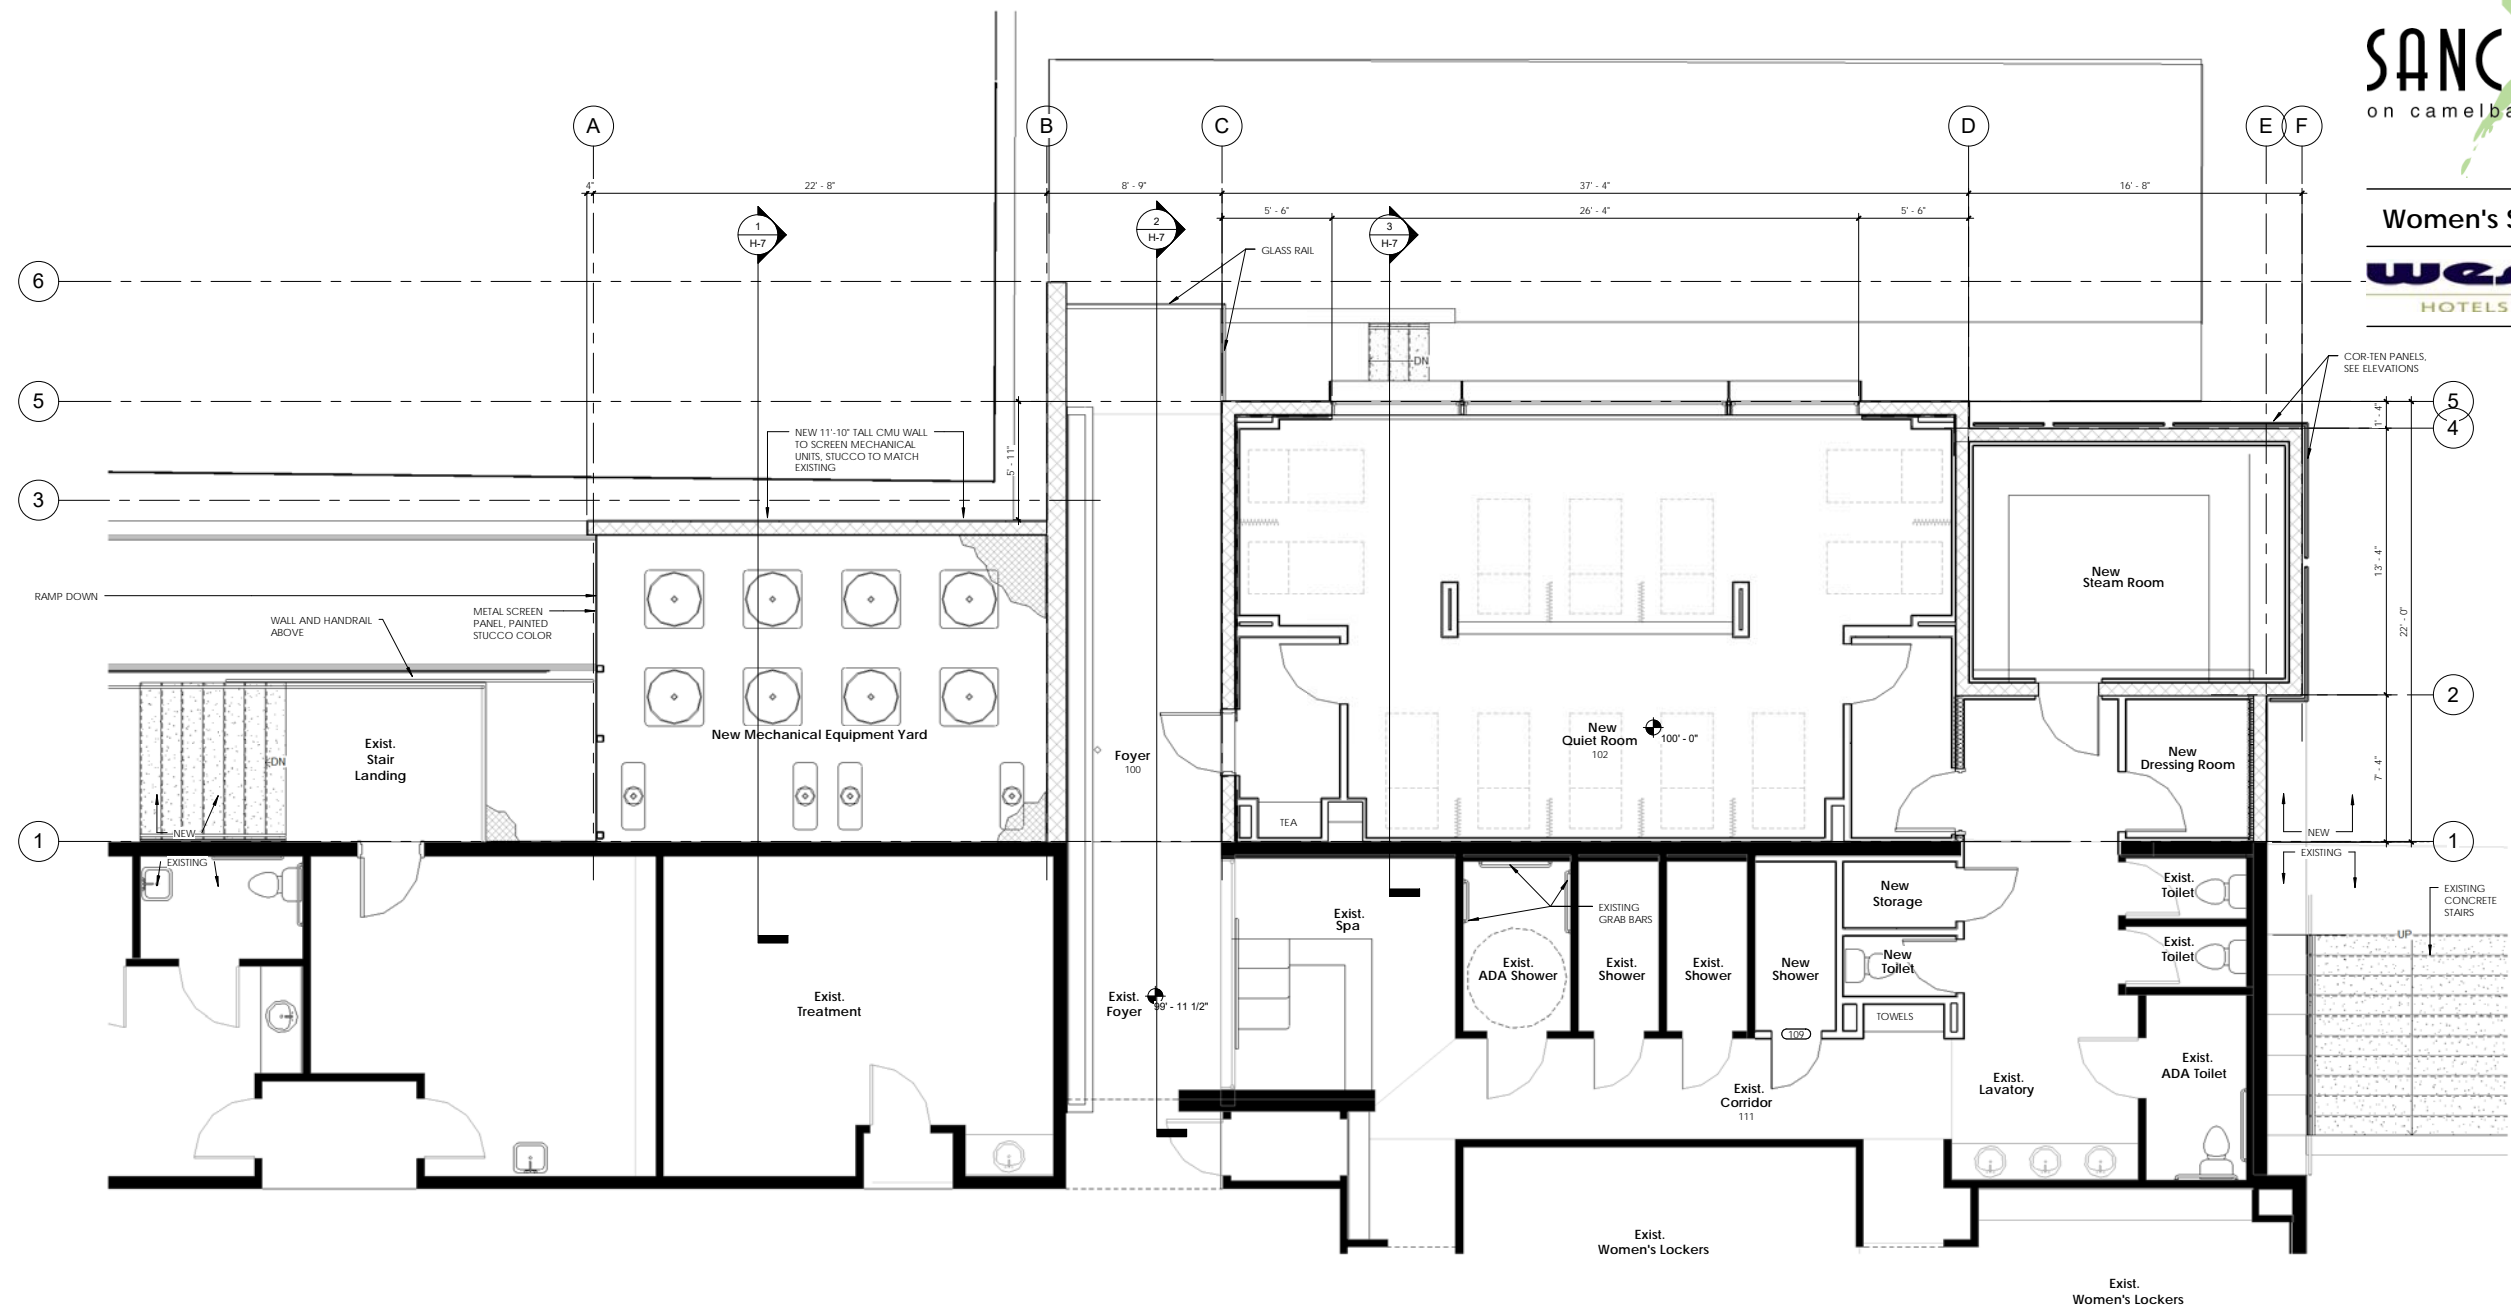 SANC
on camelba
Women's S
wes
HOTELS
A
B
C
D
E
F
4"
22' - 8"
8' - 9"
37' - 4"
16' - 8"
5' - 6"
26' - 4"
5' - 6"
1
H-7
2
H-7
3
H-7
GLASS RAIL
6
DN
COR-TEN PANELS,
SEE ELEVATIONS
5
5
4
1' - 4"
NEW 11'-10" TALL CMU WALL
TO SCREEN MECHANICAL
UNITS, STUCCO TO MATCH
EXISTING
5' - 11"
3
RAMP DOWN
METAL SCREEN
PANEL, PAINTED
STUCCO COLOR
WALL AND HANDRAIL
ABOVE
New
Steam Room
13' - 4"
22' - 0"
2
New Mechanical Equipment Yard
Exist.
Stair
Landing
DN
Foyer
100
New
Quiet Room
102
100' - 0"
New
Dressing Room
7' - 4"
TEA
NEW
EXISTING
NEW
EXISTING
1
1
Exist.
Spa
EXISTING
GRAB BARS
New
Storage
Exist.
Toilet
EXISTING
CONCRETE
STAIRS
UP
Exist.
Treatment
Exist.
Foyer
99' - 11 1/2"
Exist.
ADA Shower
Exist.
Shower
Exist.
Shower
New
Shower
New
Toilet
Exist.
Toilet
TOWELS
109
Exist.
Corridor
111
Exist.
Lavatory
Exist.
ADA Toilet
Exist.
Women's Lockers
Exist.
Women's Lockers